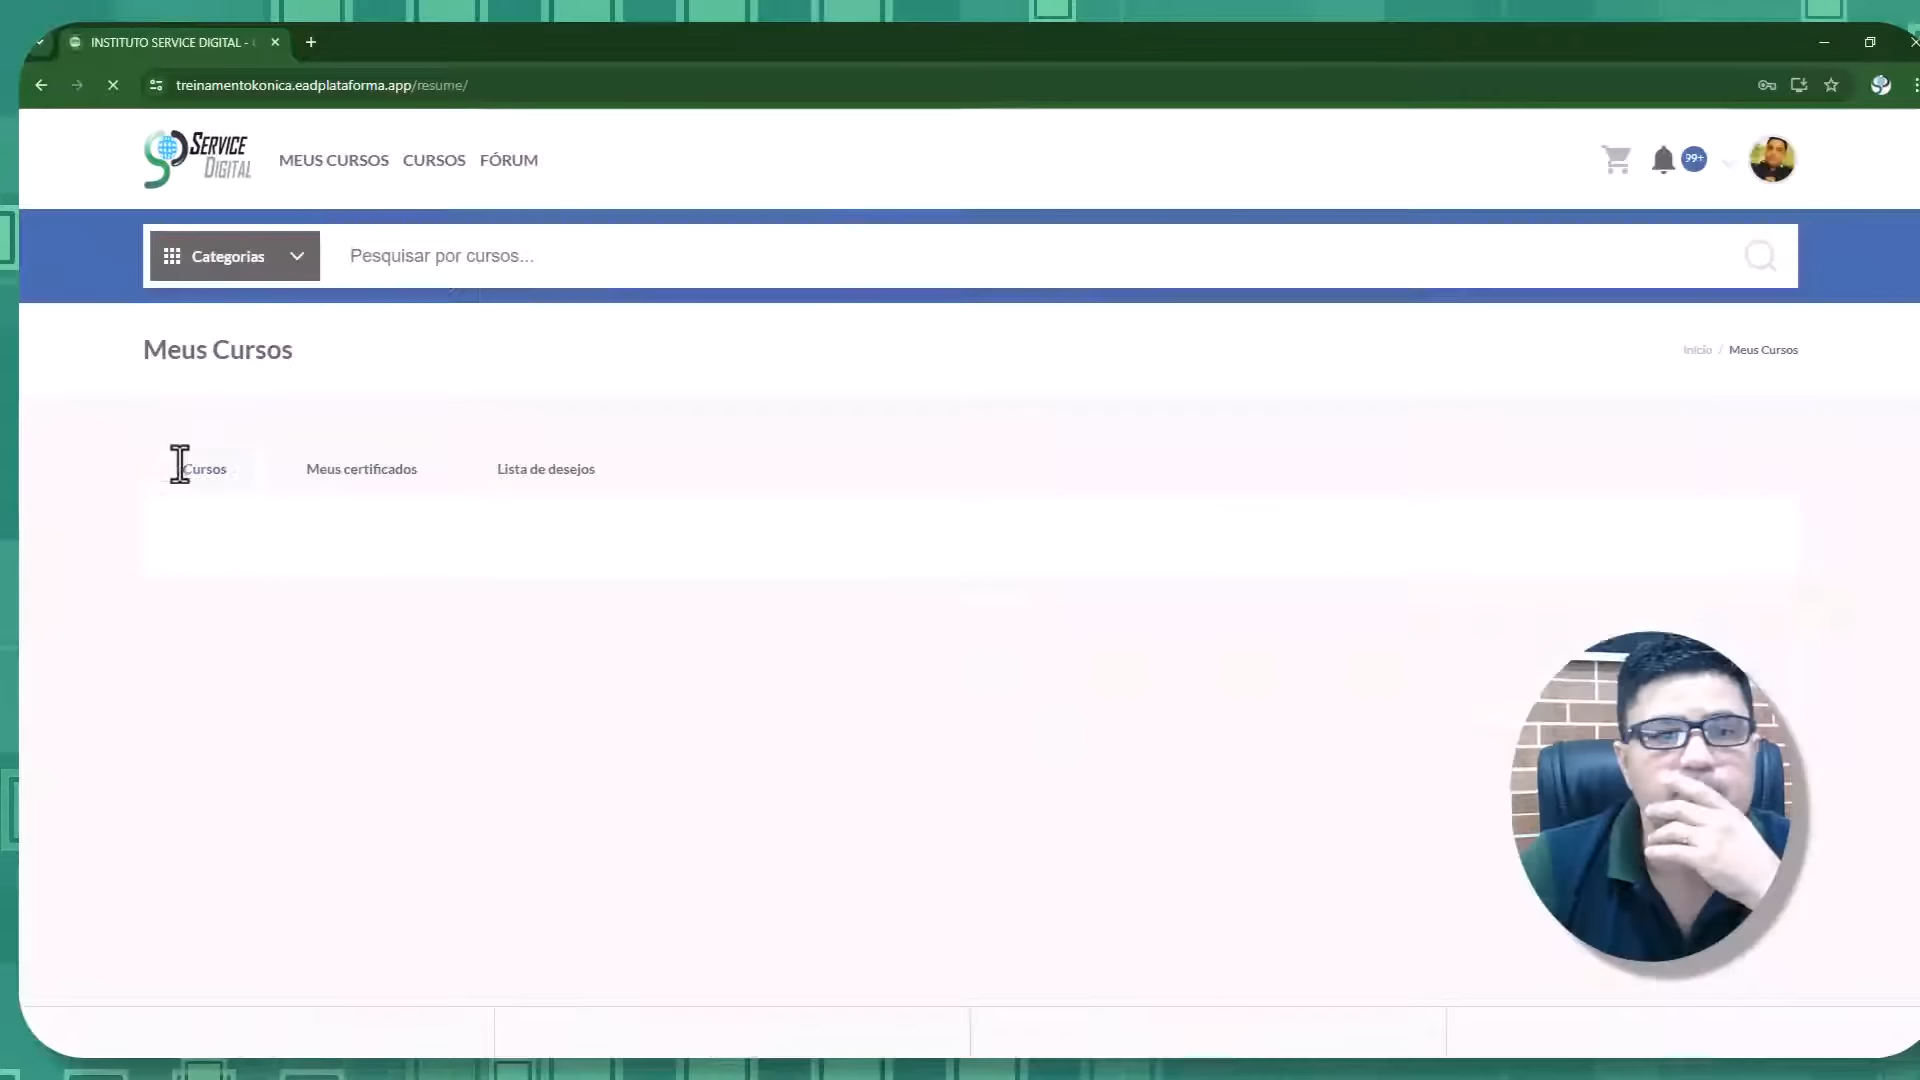 INSTITUTO SERVICE DIGITAL -
treinamentokonica.eadplataforma.app/resume/
SERVICE
DIGITAL
MEUS CURSOS CURSOS FÓRUM
99+
Categorias
Pesquisar por cursos...
Meus Cursos
Início / Meus Cursos
Cursos
Meus certificados
Lista de desejos